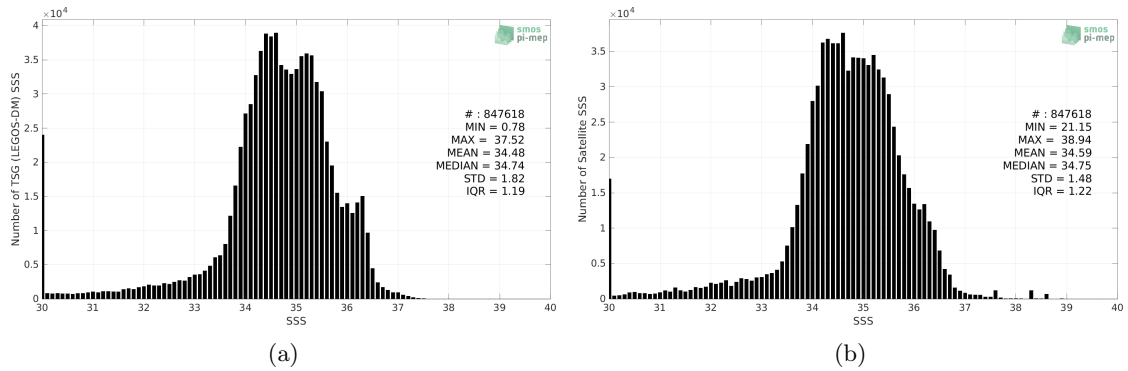 ×10⁴
4
3.5
3
2.5
2
1.5
1
0.5
0
Number of TSG (LEGOS-DM) SSS
smos
pi-mep
# : 847618
MIN = 0.78
MAX = 37.52
MEAN = 34.48
MEDIAN = 34.74
STD = 1.82
IQR = 1.19
30 31 32 33 34 35 36 37 38 39 40
SSS
(a)
×10⁴
3.5
3
2.5
2
1.5
1
0.5
0
Number of Satellite SSS
smos
pi-mep
# : 847618
MIN = 21.15
MAX = 38.94
MEAN = 34.59
MEDIAN = 34.75
STD = 1.48
IQR = 1.22
30 31 32 33 34 35 36 37 38 39 40
SSS
(b)